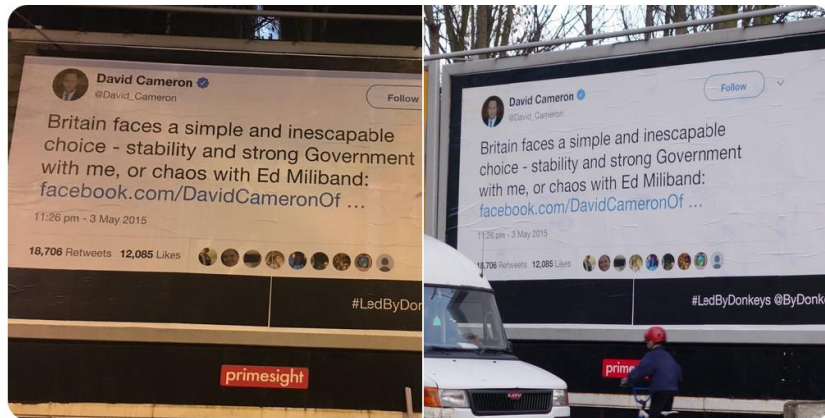 David Cameron
@David_Cameron
Follow
Britain faces a simple and inescapable
choice - stability and strong Government
with me, or chaos with Ed Miliband:
facebook.com/DavidCameronOf ...
11:26 pm - 3 May 2015
18,706 Retweets 12,085 Likes
#LedByDon
primesight
David Cameron
@David_Cameron
Follow
Britain faces a simple and inescapable
choice - stability and strong Government
with me, or chaos with Ed Miliband:
facebook.com/DavidCameronOf ...
11:26 pm - 3 May 2015
18,706 Retweets 12,085 Likes
#LedByDonkeys @ByDonk
prime
LDV